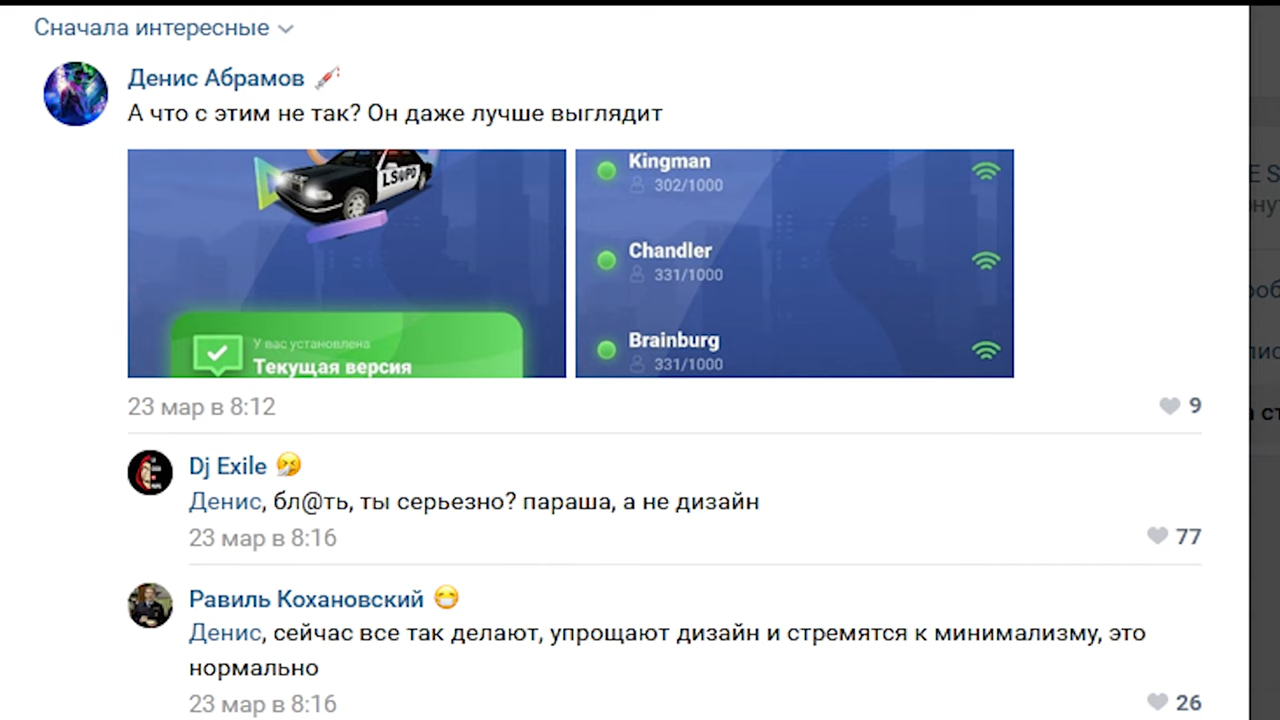 Сначала интересные
Денис Абрамов
А что с этим не так? Он даже лучше выглядит
LSPD
У вас установлена
Текущая версия
Kingman
302/1000
Chandler
331/1000
Brainburg
331/1000
23 мар в 8:12
9
Dj Exile
Денис, бл@ть, ты серьезно? параша, а не дизайн
23 мар в 8:16
77
Равиль Кохановский
Денис, сейчас все так делают, упрощают дизайн и стремятся к минимализму, это
нормально
23 мар в 8:16
26